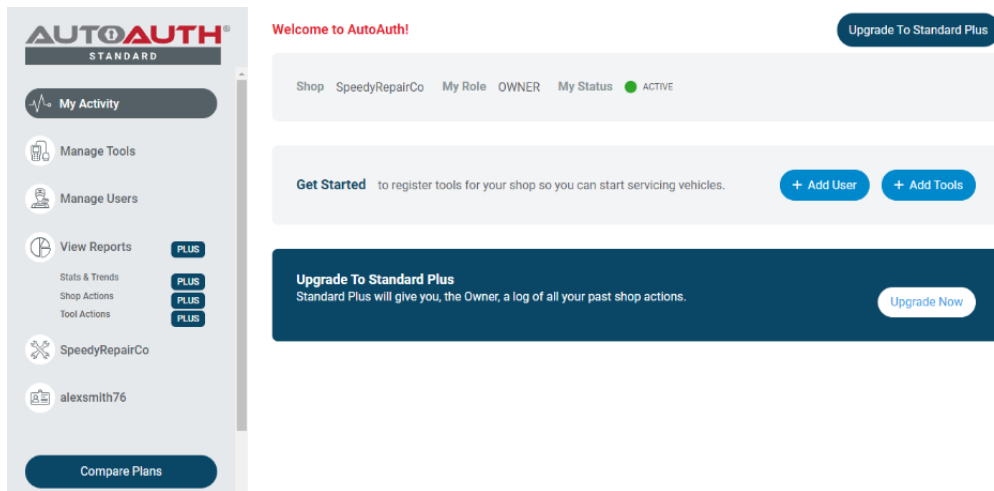 AUTOAUTH®
STANDARD
My Activity
Manage Tools
Manage Users
View Reports PLUS
Stats & Trends PLUS
Shop Actions PLUS
Tool Actions PLUS
SpeedyRepairCo
alexsmith76
Compare Plans
Welcome to AutoAuth!
Upgrade To Standard Plus
Shop SpeedyRepairCo My Role OWNER My Status ACTIVE
Get Started to register tools for your shop so you can start servicing vehicles. + Add User + Add Tools
Upgrade To Standard Plus
Standard Plus will give you, the Owner, a log of all your past shop actions.
Upgrade Now